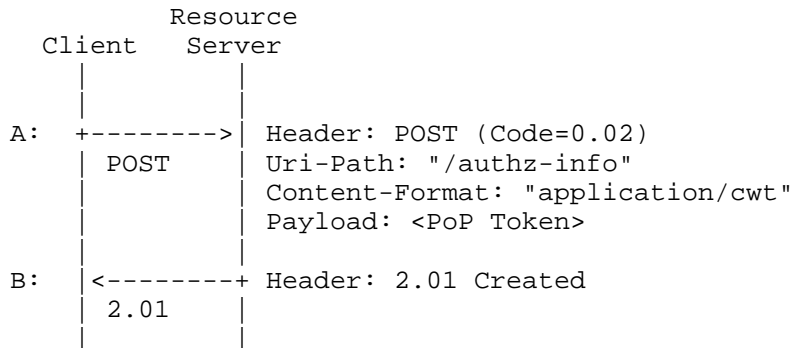 Resource
Client Server
A: +-------->| Header: POST (Code=0.02)
POST Uri-Path: "/authz-info"
Content-Format: "application/cwt"
Payload: <PoP Token>
B: |<--------+ Header: 2.01 Created
2.01